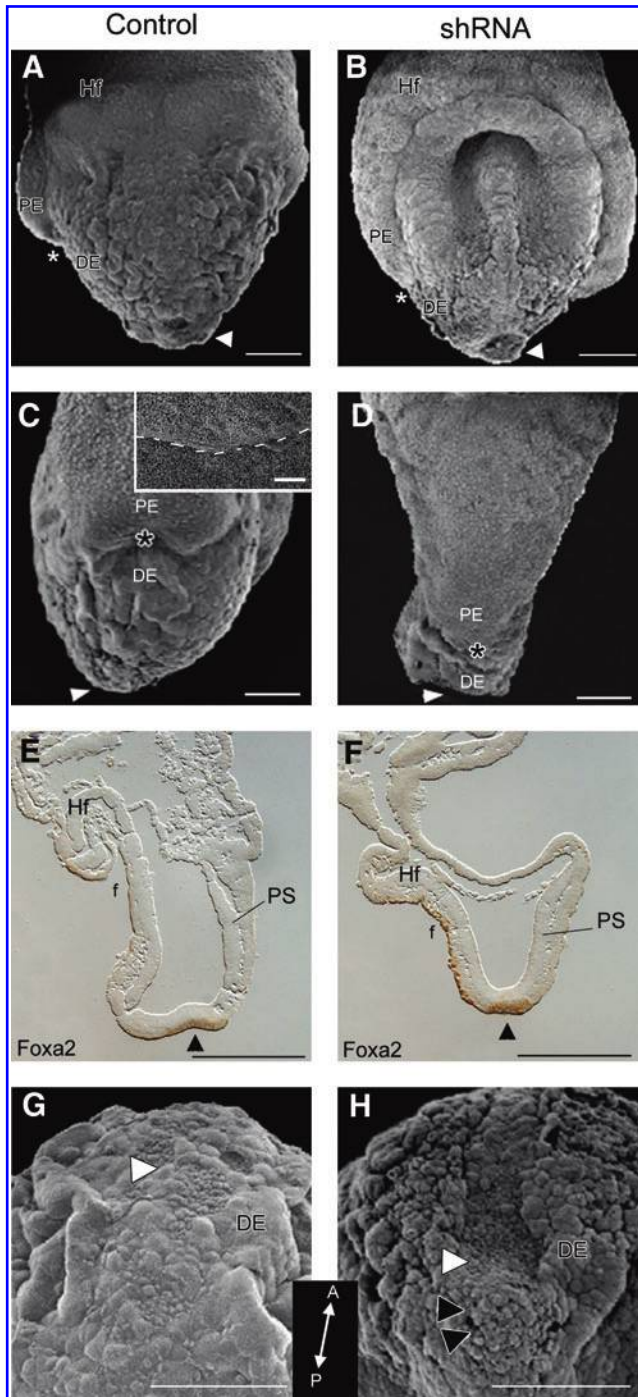 Control shRNA
A B
Hf Hf
PE PE
* *
DE DE
C D
PE PE
* *
DE DE
E F
Hf Hf
f f
PS PS
Foxa2 Foxa2
G H
DE DE
A
P